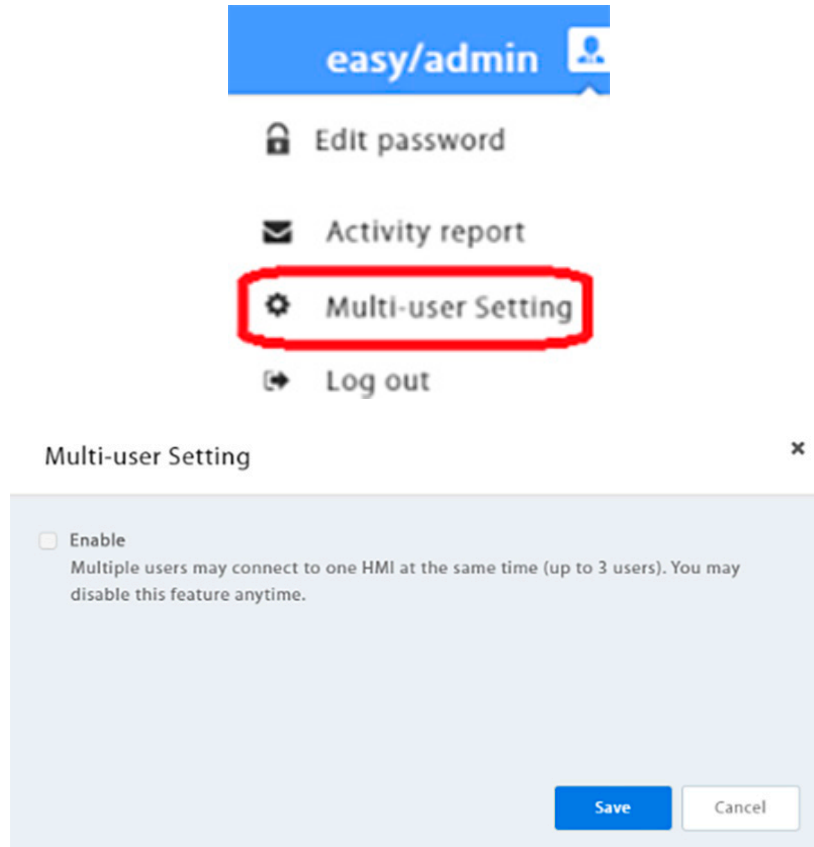 easy/admin
Edit password
Activity report
Multi-user Setting
Log out
Multi-user Setting
Enable
Multiple users may connect to one HMI at the same time (up to 3 users). You may
disable this feature anytime.
Save
Cancel